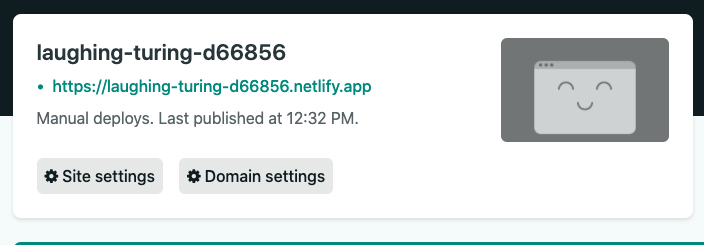 laughing-turing-d66856
• https://laughing-turing-d66856.netlify.app
Manual deploys. Last published at 12:32 PM.
Site settings
Domain settings